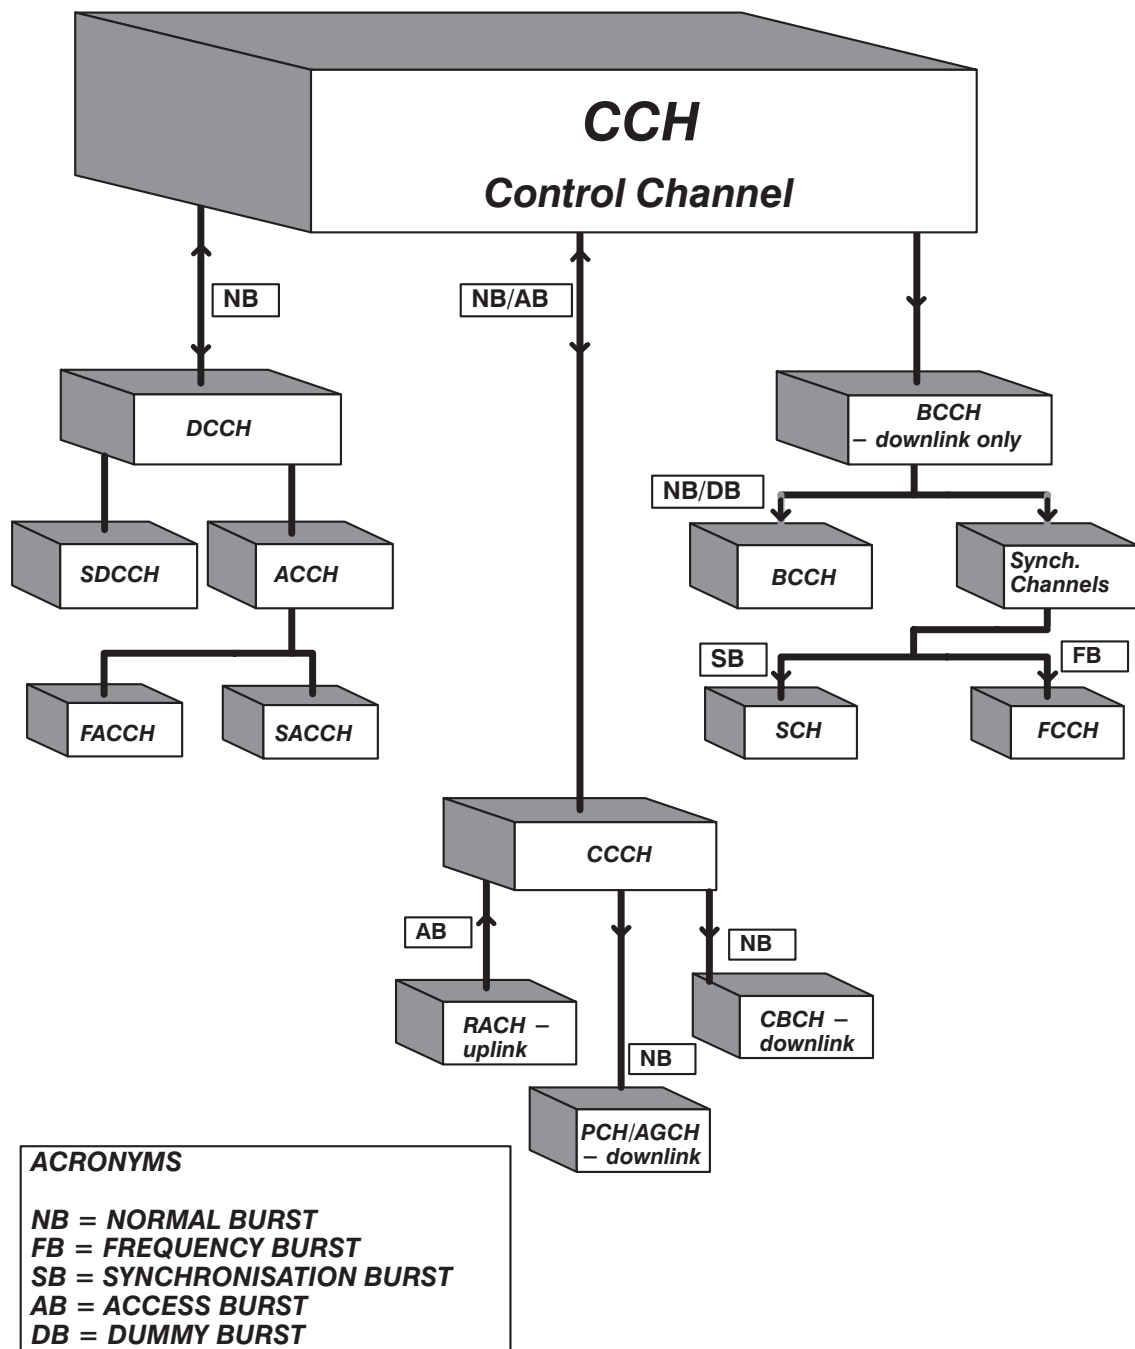 CCH
Control Channel
NB
NB/AB
DCCH
BCCH
– downlink only
NB/DB
SDCCH
ACCH
BCCH
Synch.
Channels
SB
FB
FACCH
SACCH
SCH
FCCH
CCCH
AB
NB
RACH –
uplink
CBCH –
downlink
NB
PCH/AGCH
– downlink
ACRONYMS
NB = NORMAL BURST
FB = FREQUENCY BURST
SB = SYNCHRONISATION BURST
AB = ACCESS BURST
DB = DUMMY BURST